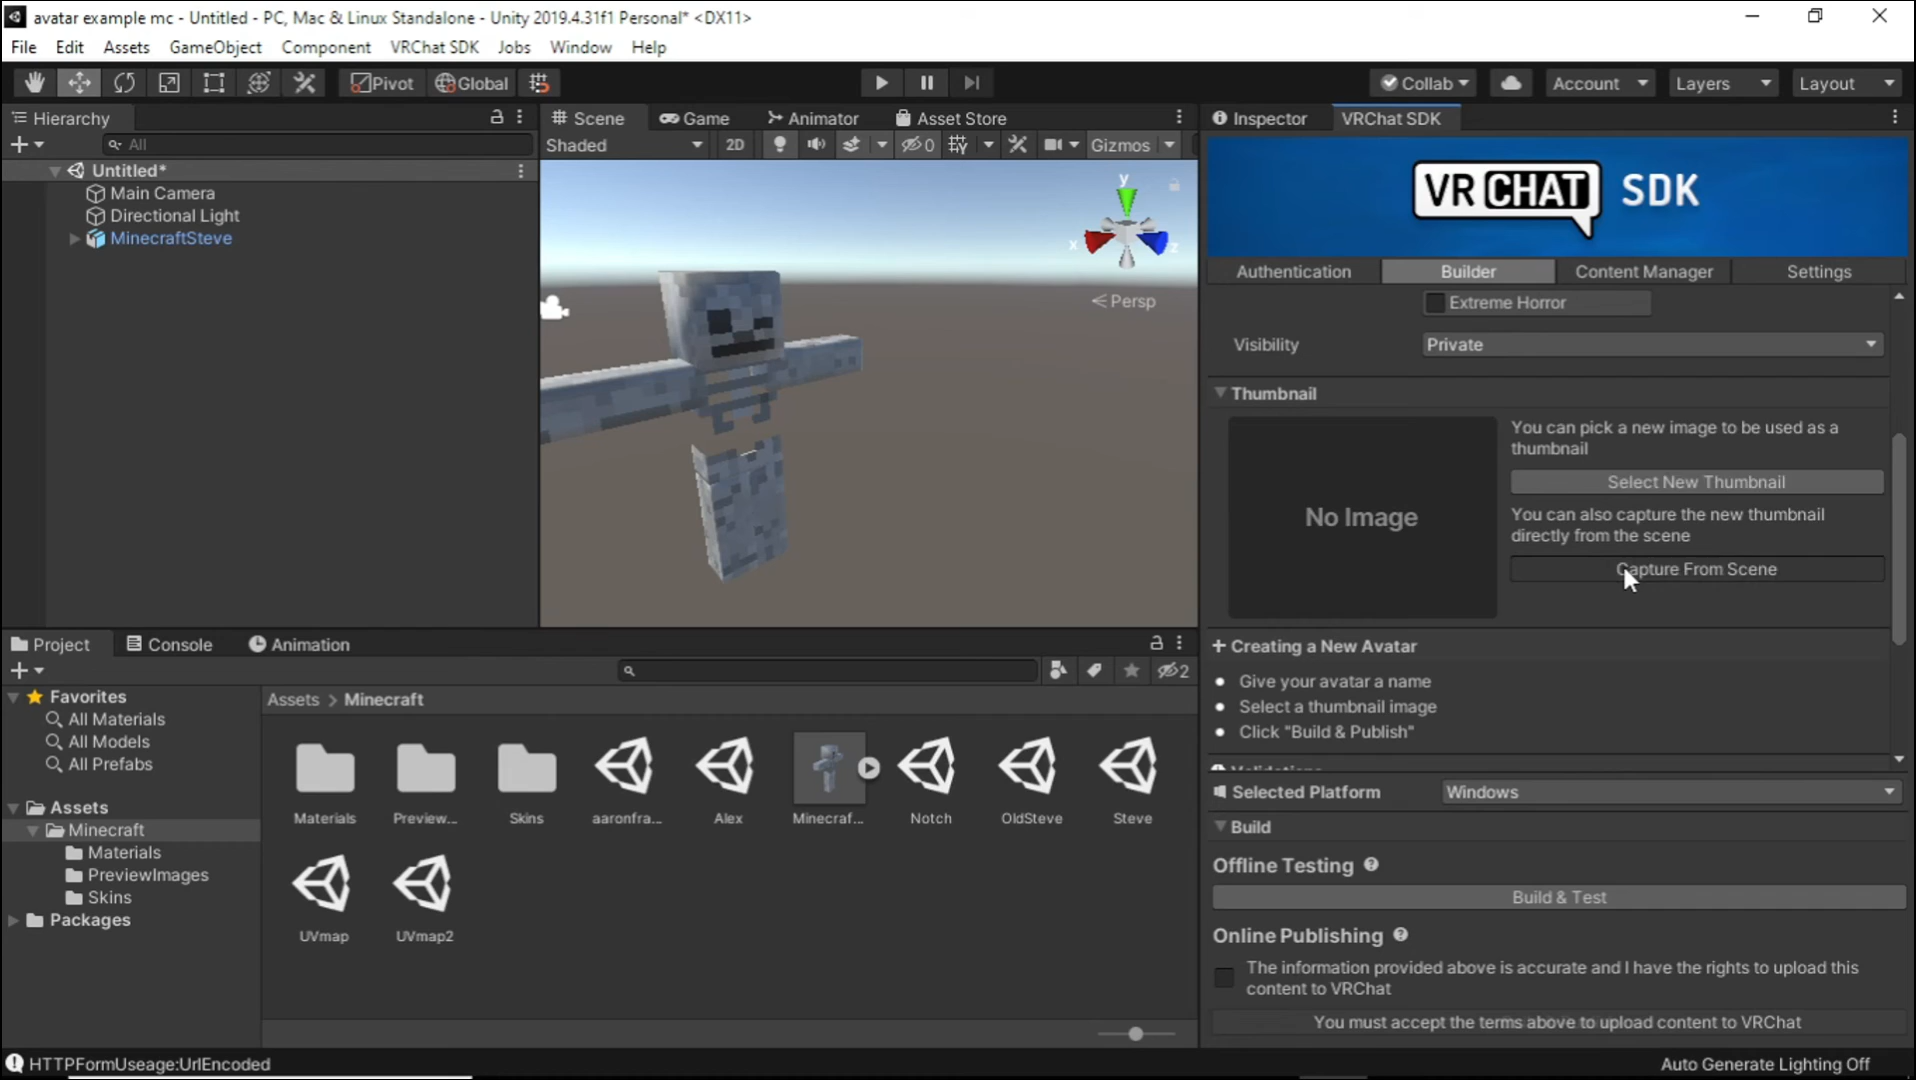 avatar example mc - Untitled - PC, Mac & Linux Standalone - Unity 2019.4.31f1 Personal* <DX11>
File Edit Assets GameObject Component VRChat SDK Jobs Window Help
Pivot Global Collab Account Layers Layout
Hierarchy
All
Untitled*
Main Camera
Directional Light
MinecraftSteve
Scene Game Animator Asset Store
Shaded 2D 0 Gizmos
y
x z
Persp
Inspector VRChat SDK
VRCHAT SDK
Authentication Builder Content Manager Settings
Extreme Horror
Visibility Private
Thumbnail
No Image
You can pick a new image to be used as a
thumbnail
Select New Thumbnail
You can also capture the new thumbnail
directly from the scene
Capture From Scene
Creating a New Avatar
Give your avatar a name
Select a thumbnail image
Click "Build & Publish"
Selected Platform Windows
Build
Offline Testing
Build & Test
Online Publishing
The information provided above is accurate and I have the rights to upload this
content to VRChat
You must accept the terms above to upload content to VRChat
Project Console Animation
2
Favorites
All Materials
All Models
All Prefabs
Assets
Minecraft
Materials
PreviewImages
Skins
Packages
Assets > Minecraft
Materials Preview... Skins aaronfra... Alex Minecraf... Notch OldSteve Steve
UVmap UVmap2
HTTPFormUseage:UrlEncoded
Auto Generate Lighting Off